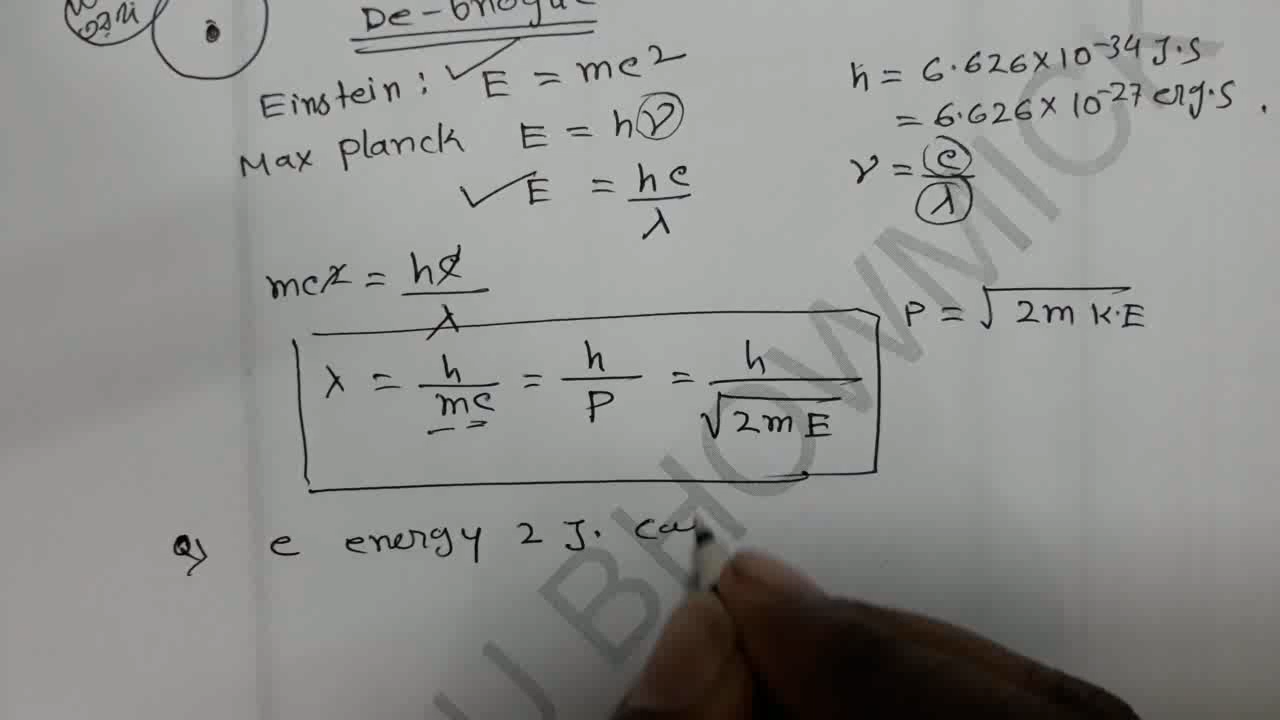 De-broglie
Einstein : ✓ E = mc2
Max planck E = hν
✓ E = hc/λ
h = 6.626×10-34 J.S
= 6.626× 10-27 erg.S .
ν = c/λ
mc2 = hc/λ
P = √2m K.E
λ = h/mc = h/P = h/√2mE
Q) e energy 2 J. ca
BHOWMICK